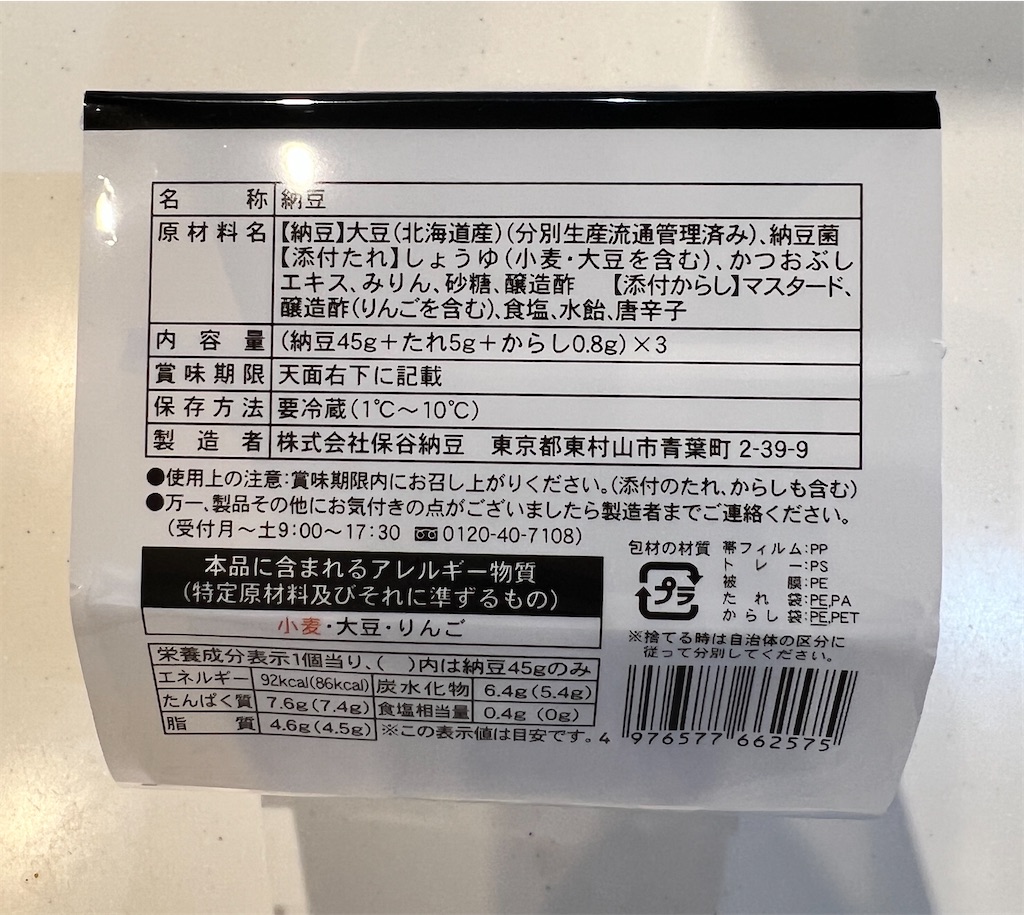 名称 納豆
原材料名 【納豆】大豆(北海道産)(分別生産流通管理済み)、納豆菌
【添付たれ】しょうゆ(小麦・大豆を含む)、かつおぶし
エキス、みりん、砂糖、醸造酢 【添付からし】マスタード、
醸造酢(りんごを含む)、食塩、水飴、唐辛子
内容量 (納豆45g+たれ5g+からし0.8g)×3
賞味期限 天面右下に記載
保存方法 要冷蔵(1℃~10℃)
製造者 株式会社保谷納豆 東京都東村山市青葉町 2-39-9
●使用上の注意:賞味期限内にお召し上がりください。(添付のたれ、からしも含む)
●万一、製品その他にお気付きの点がございましたら製造者までご連絡ください。
(受付月~土9:00~17:30 0120-40-7108)
本品に含まれるアレルギー物質
(特定原材料及びそれに準ずるもの)
小麦・大豆・りんご
栄養成分表示1個当り、( )内は納豆45gのみ
エネルギー 92kcal(86kcal) 炭水化物 6.4g(5.4g)
たんぱく質 7.6g(7.4g) 食塩相当量 0.4g(0g)
脂質 4.6g(4.5g) ※この表示値は目安です。
包材の材質 帯フィルム:PP
トレー:PS
被膜:PE
たれ袋:PE,PA
からし袋:PE,PET
プラ
※捨てる時は自治体の区分に
従って分別してください。
4 976577 662575